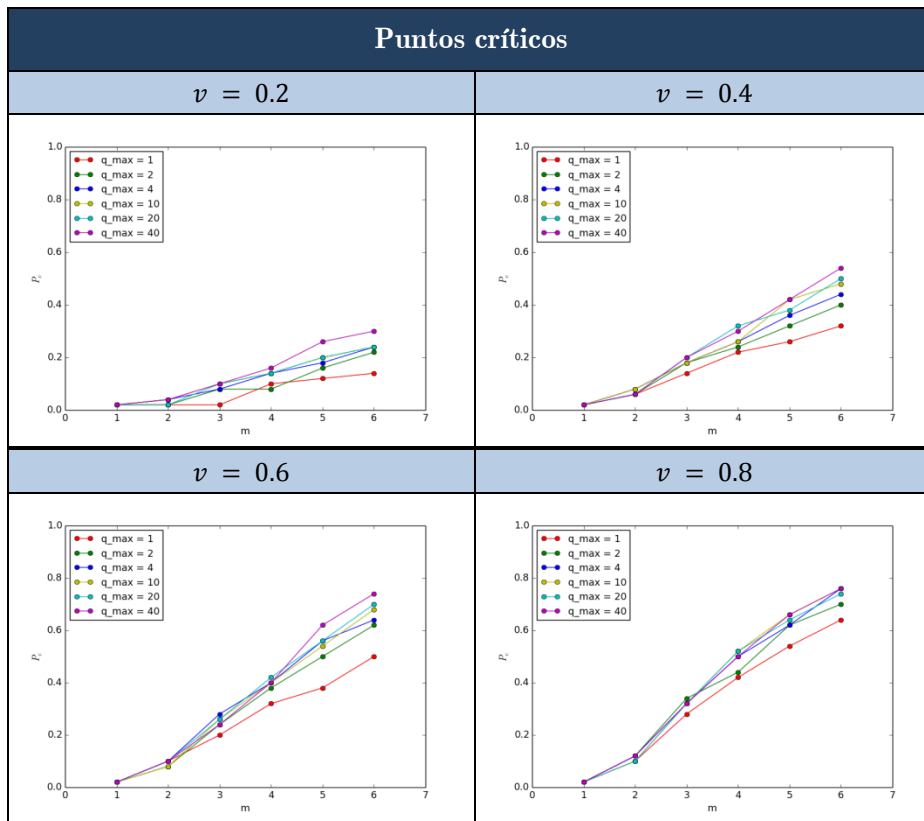 Puntos críticos
v = 0.2
v = 0.4
1.0
0.8
0.6
0.4
0.2
0.0
P_c
q_max = 1
q_max = 2
q_max = 4
q_max = 10
q_max = 20
q_max = 40
0 1 2 3 4 5 6 7
m
1.0
0.8
0.6
0.4
0.2
0.0
P_c
q_max = 1
q_max = 2
q_max = 4
q_max = 10
q_max = 20
q_max = 40
0 1 2 3 4 5 6 7
m
v = 0.6
v = 0.8
1.0
0.8
0.6
0.4
0.2
0.0
P_c
q_max = 1
q_max = 2
q_max = 4
q_max = 10
q_max = 20
q_max = 40
0 1 2 3 4 5 6 7
m
1.0
0.8
0.6
0.4
0.2
0.0
P_c
q_max = 1
q_max = 2
q_max = 4
q_max = 10
q_max = 20
q_max = 40
0 1 2 3 4 5 6 7
m